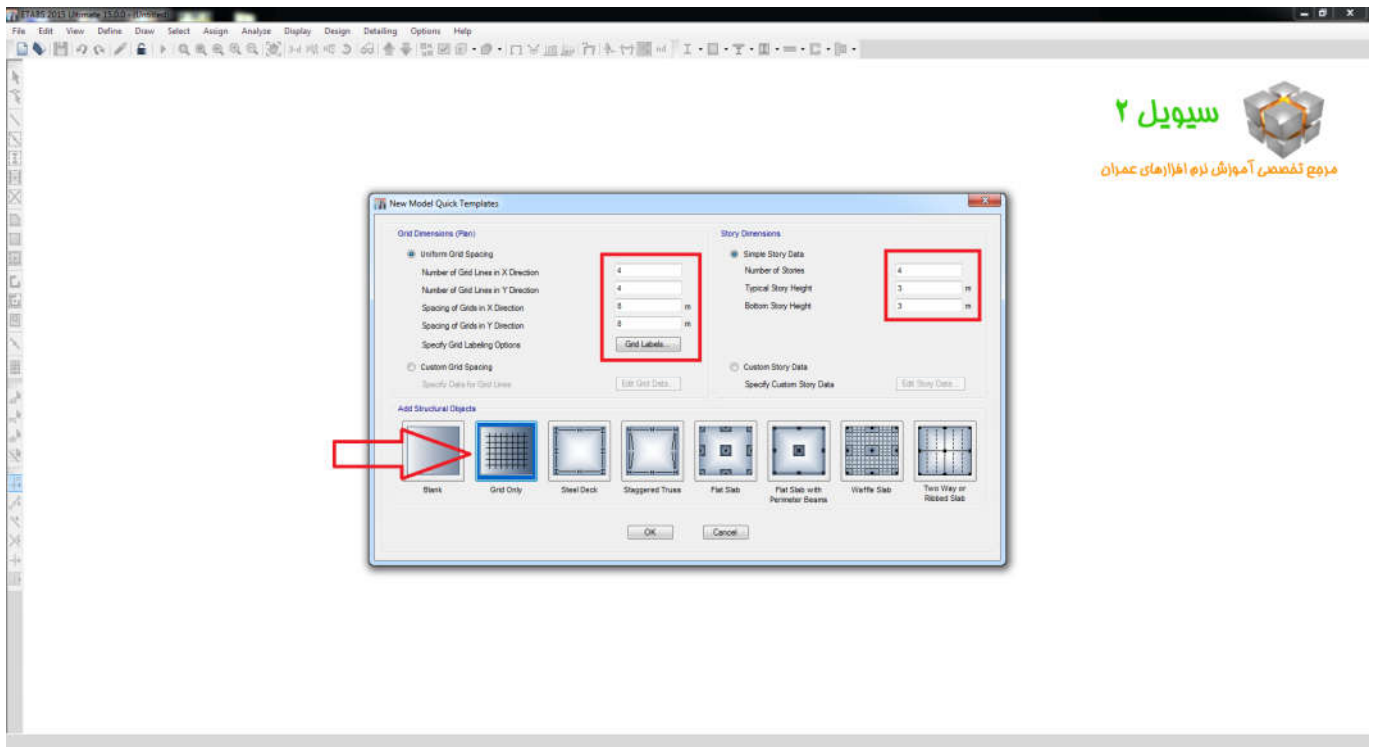 ETABS 2015 Ultimate 15.0.0 - (Untitled)
File Edit View Define Draw Select Assign Analyze Display Design Detailing Options Help
سیویل ۲
مرجع تخصصی آموزش نرم افزارهای عمران
New Model Quick Templates
Grid Dimensions (Plan)
Uniform Grid Spacing
Number of Grid Lines in X Direction 4
Number of Grid Lines in Y Direction 4
Spacing of Grids in X Direction 8 m
Spacing of Grids in Y Direction 8 m
Specify Grid Labeling Options Grid Labels...
Custom Grid Spacing
Specify Data for Grid Lines Edit Grid Data...
Story Dimensions
Simple Story Data
Number of Stories 4
Typical Story Height 3 m
Bottom Story Height 3 m
Custom Story Data
Specify Custom Story Data Edit Story Data...
Add Structural Objects
Blank
Grid Only
Steel Deck
Staggered Truss
Flat Slab
Flat Slab with
Perimeter Beams
Waffle Slab
Two Way or
Ribbed Slab
OK Cancel